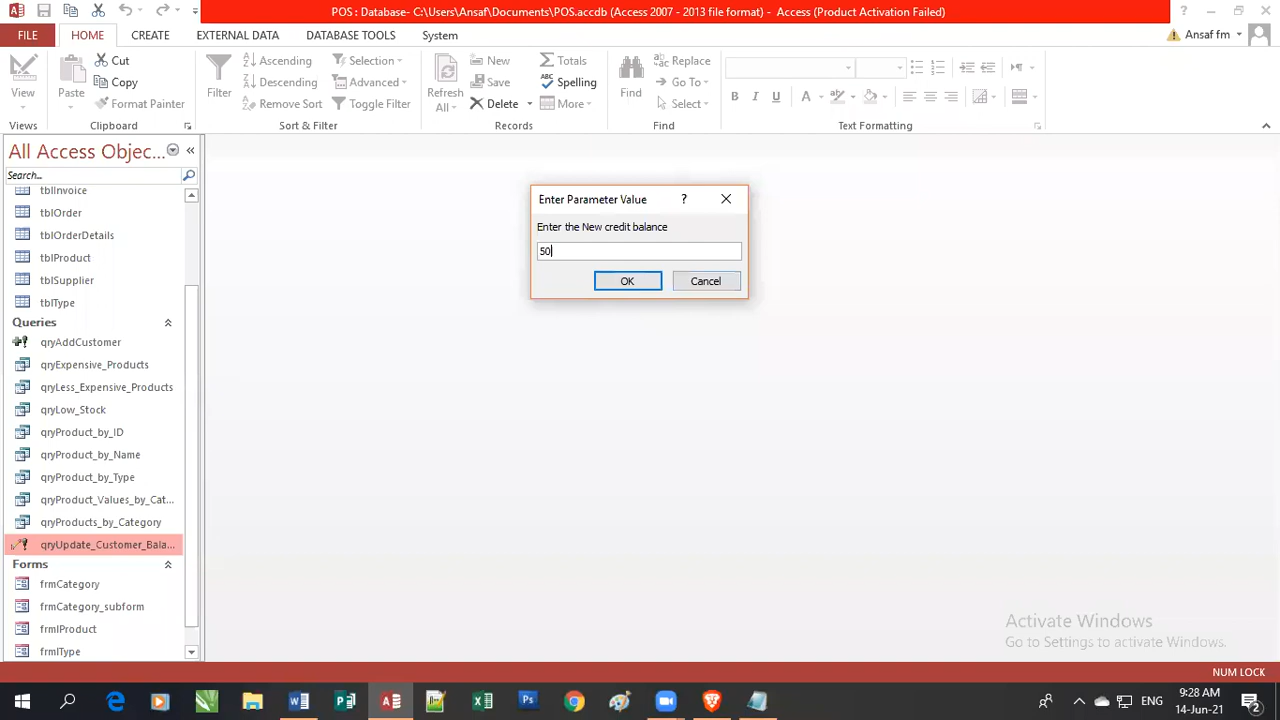 POS : Database- C:\Users\Ansaf\Documents\POS.accdb (Access 2007 - 2013 file format) - Access (Product Activation Failed)
FILE HOME CREATE EXTERNAL DATA DATABASE TOOLS System Ansaf fm
View
Views
Paste
Cut
Copy
Format Painter
Clipboard
Filter
Ascending
Descending
Remove Sort
Selection
Advanced
Toggle Filter
Sort & Filter
Refresh All
New
Save
Delete
Totals
Spelling
More
Records
Find
Replace
Go To
Select
Find
B I U A
Text Formatting
All Access Objec...
Search...
tblInvoice
tblOrder
tblOrderDetails
tblProduct
tblSupplier
tblType
Queries
qryAddCustomer
qryExpensive_Products
qryLess_Expensive_Products
qryLow_Stock
qryProduct_by_ID
qryProduct_by_Name
qryProduct_by_Type
qryProduct_Values_by_Cat...
qryProducts_by_Category
qryUpdate_Customer_Bala...
Forms
frmCategory
frmCategory_subform
frmlProduct
frmlType
Enter Parameter Value ?
Enter the New credit balance
50
OK Cancel
Activate Windows
Go to Settings to activate Windows.
NUM LOCK
ENG
9:28 AM
14-Jun-21
2